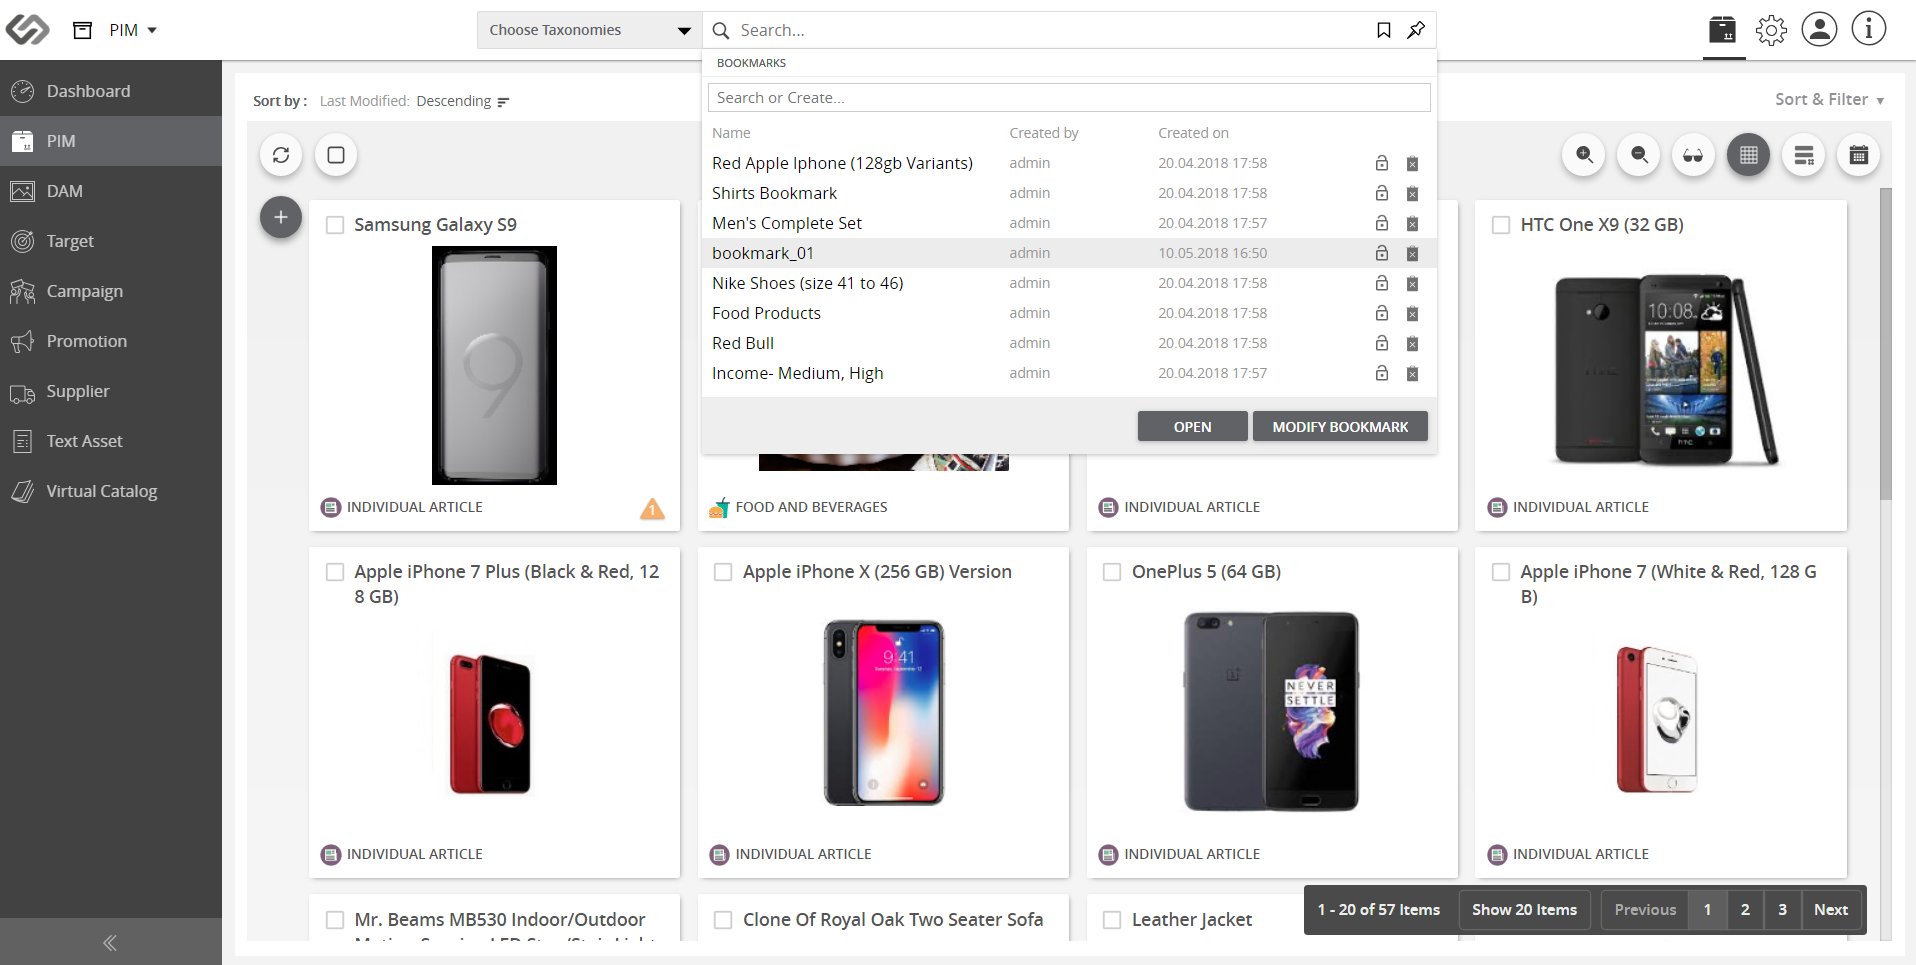 PIM
Choose Taxonomies
Search...
BOOKMARKS
Search or Create...
Name Created by Created on
Red Apple Iphone (128gb Variants) admin 20.04.2018 17:58
Shirts Bookmark admin 20.04.2018 17:58
Men's Complete Set admin 20.04.2018 17:57
bookmark_01 admin 10.05.2018 16:50
Nike Shoes (size 41 to 46) admin 20.04.2018 17:58
Food Products admin 20.04.2018 17:58
Red Bull admin 20.04.2018 17:58
Income- Medium, High admin 20.04.2018 17:57
OPEN MODIFY BOOKMARK
Dashboard
PIM
DAM
Target
Campaign
Promotion
Supplier
Text Asset
Virtual Catalog
Sort by : Last Modified: Descending
Sort & Filter
Samsung Galaxy S9
9
INDIVIDUAL ARTICLE
1
FOOD AND BEVERAGES
INDIVIDUAL ARTICLE
HTC One X9 (32 GB)
10:08
hTC
INDIVIDUAL ARTICLE
Apple iPhone 7 Plus (Black & Red, 12
8 GB)
INDIVIDUAL ARTICLE
Apple iPhone X (256 GB) Version
9:41
INDIVIDUAL ARTICLE
OnePlus 5 (64 GB)
NEVER
SETTLE
INDIVIDUAL ARTICLE
Apple iPhone 7 (White & Red, 128 G
B)
INDIVIDUAL ARTICLE
Mr. Beams MB530 Indoor/Outdoor
Clone Of Royal Oak Two Seater Sofa
Leather Jacket
1 - 20 of 57 Items Show 20 Items Previous 1 2 3 Next